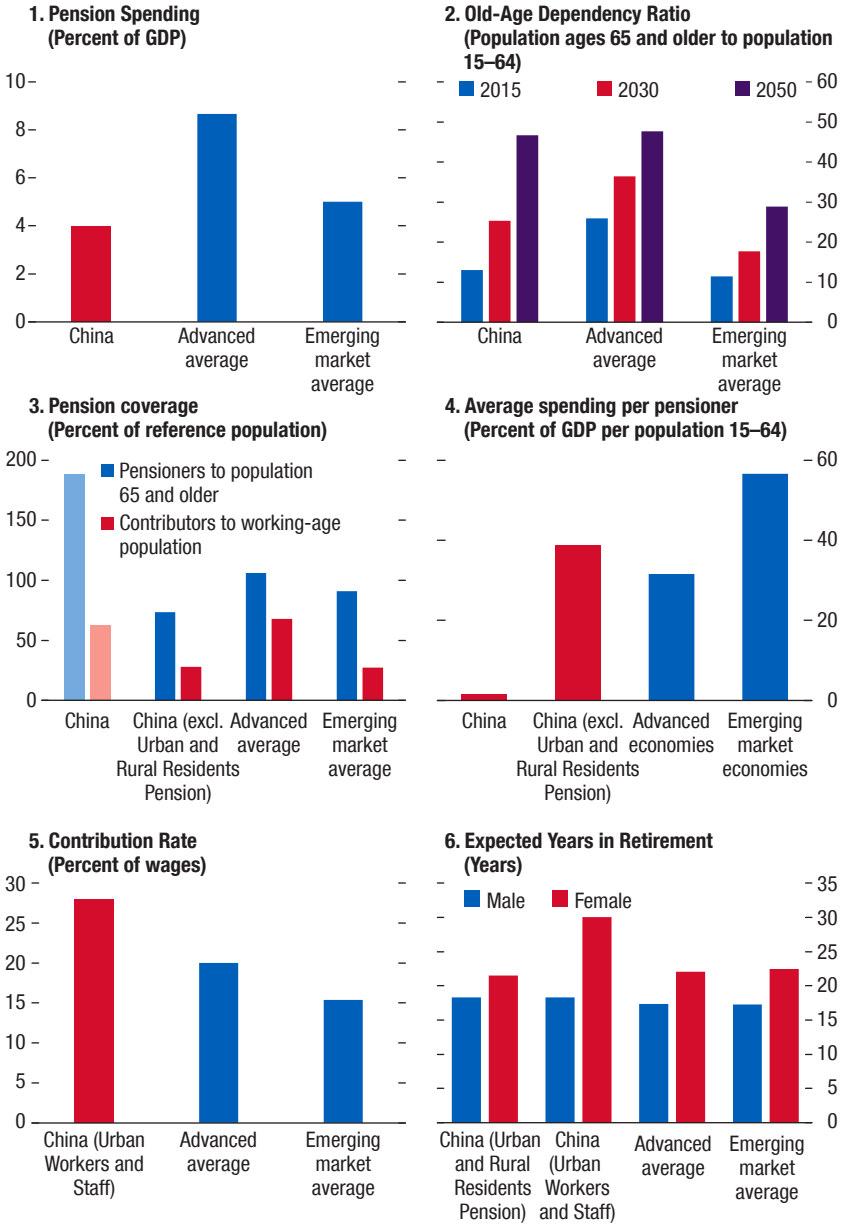 1. Pension Spending
(Percent of GDP)
10
8
6
4
2
0
China
Advanced
average
Emerging
market
average
2. Old-Age Dependency Ratio
(Population ages 65 and older to population
15–64)
2015
2030
2050
60
50
40
30
20
10
0
China
Advanced
average
Emerging
market
average
3. Pension coverage
(Percent of reference population)
200
150
100
50
0
Pensioners to population
65 and older
Contributors to working-age
population
China
China (excl.
Urban and
Rural Residents
Pension)
Advanced
average
Emerging
market
average
4. Average spending per pensioner
(Percent of GDP per population 15–64)
60
40
20
0
China
China (excl.
Urban and
Rural Residents
Pension)
Advanced
economies
Emerging
market
economies
5. Contribution Rate
(Percent of wages)
30
25
20
15
10
5
0
China (Urban
Workers and
Staff)
Advanced
average
Emerging
market
average
6. Expected Years in Retirement
(Years)
Male
Female
35
30
25
20
15
10
5
0
China (Urban
and Rural
Residents
Pension)
China
(Urban
Workers
and Staff)
Advanced
average
Emerging
market
average